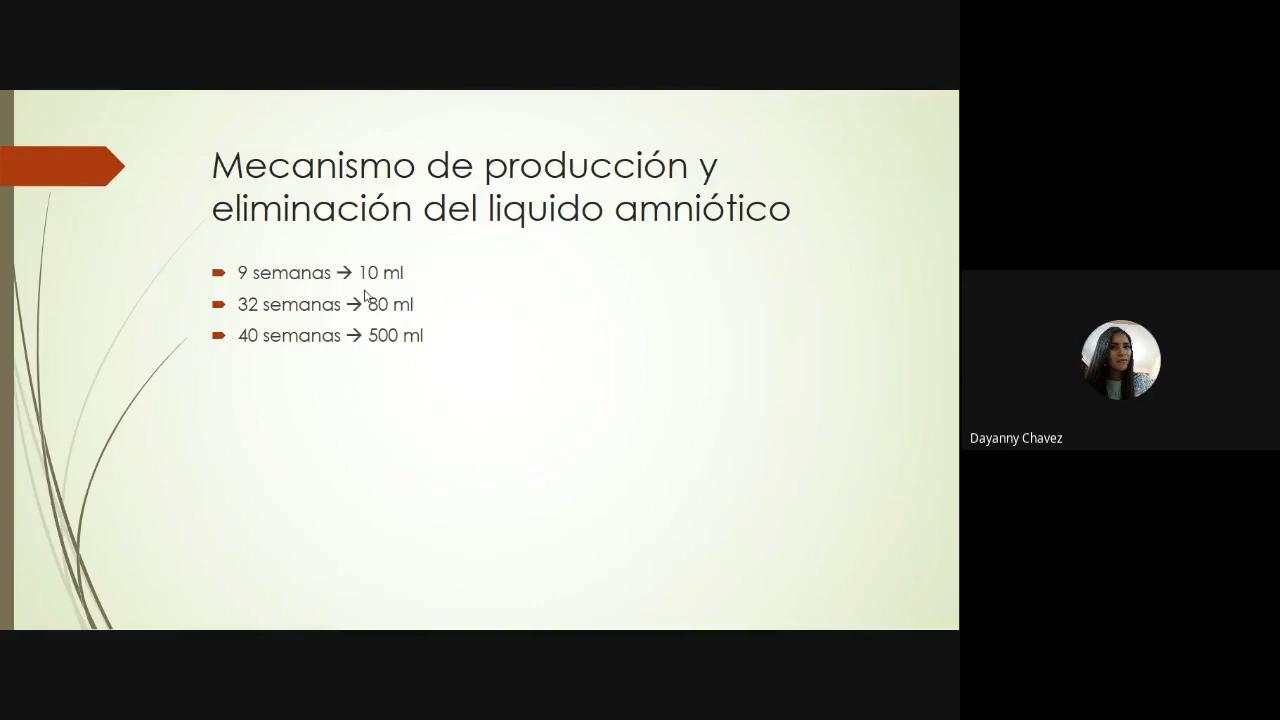 Mecanismo de producción y
eliminación del liquido amniótico
9 semanas → 10 ml
32 semanas → 80 ml
40 semanas → 500 ml
Dayanny Chavez